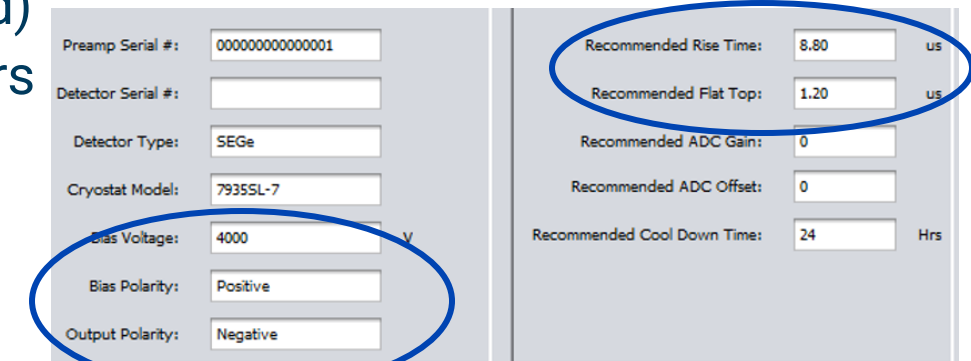 d)
rs
Preamp Serial #: 000000000000001
Detector Serial #:
Detector Type: SEGe
Cryostat Model: 7935SL-7
Bias Voltage: 4000 V
Bias Polarity: Positive
Output Polarity: Negative
Recommended Rise Time: 8.80 us
Recommended Flat Top: 1.20 us
Recommended ADC Gain: 0
Recommended ADC Offset: 0
Recommended Cool Down Time: 24 Hrs